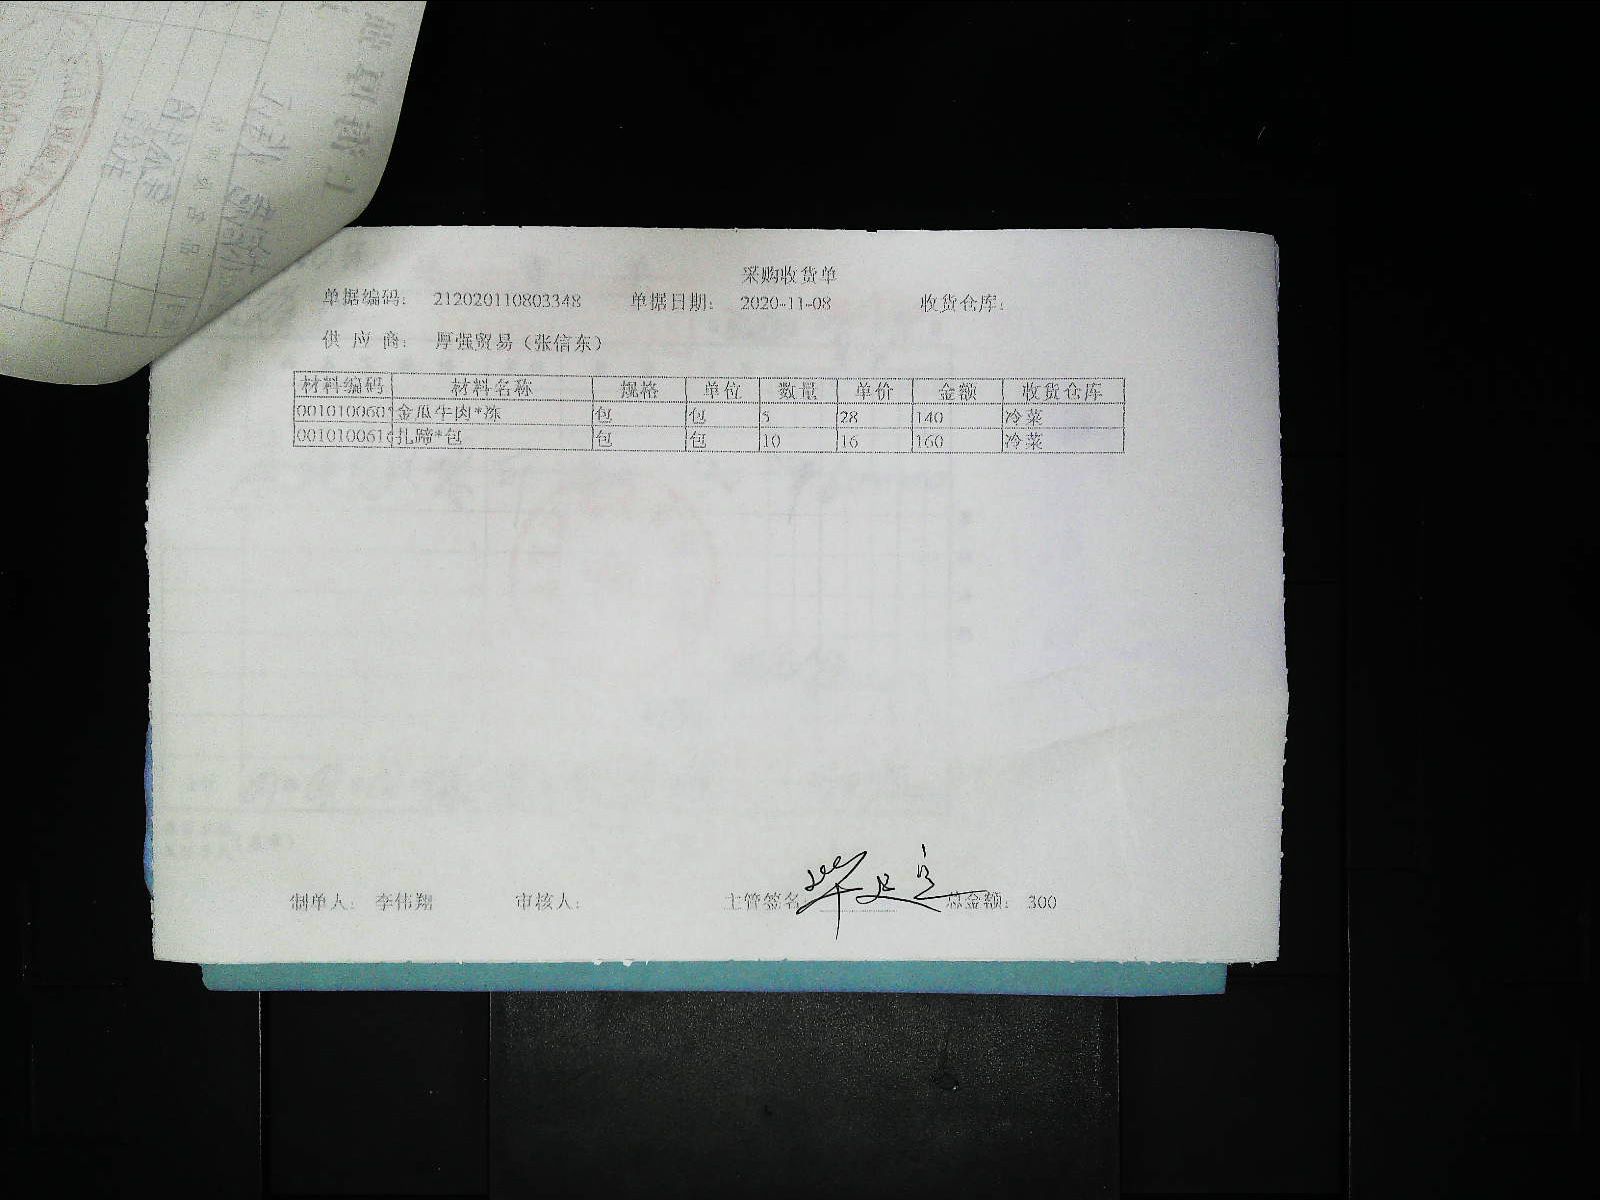 采购收货单
单据编码: 212020110803348 单据日期: 2020-11-08 收货仓库:
供应商: 厚强贸易（张信东）
材料编码 材料名称 规格 单位 数量 单价 金额 收货仓库
001010060 金瓜牛肉*冻 包 包 5 28 140 冷菜
001010061 扎蹄*包 包 包 10 16 160 冷菜
制单人: 李伟翔 审核人: 主管签名 总金额: 300